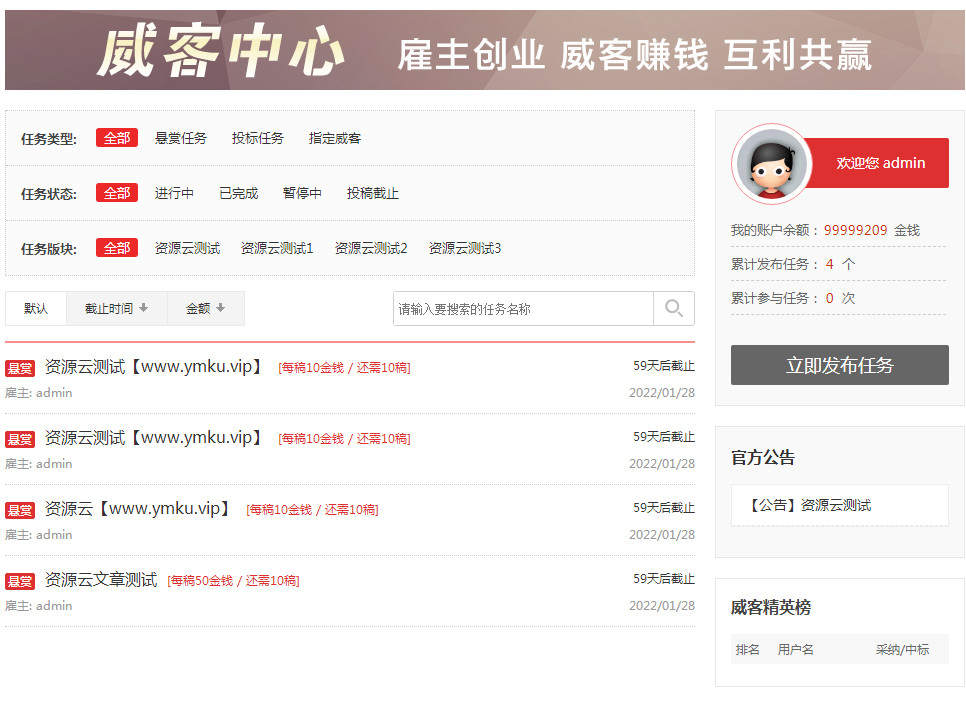 威客中心 雇主创业 威客赚钱 互利共赢
任务类型: 全部 悬赏任务 投标任务 指定威客
任务状态: 全部 进行中 已完成 暂停中 投稿截止
任务版块: 全部 资源云测试 资源云测试1 资源云测试2 资源云测试3
默认 截止时间 金额 请输入要搜索的任务名称
悬赏 资源云测试【www.ymku.vip】 [每稿10金钱 / 还需10稿] 59天后截止
雇主: admin 2022/01/28
悬赏 资源云测试【www.ymku.vip】 [每稿10金钱 / 还需10稿] 59天后截止
雇主: admin 2022/01/28
悬赏 资源云【www.ymku.vip】 [每稿10金钱 / 还需10稿] 59天后截止
雇主: admin 2022/01/28
悬赏 资源云文章测试 [每稿50金钱 / 还需10稿] 59天后截止
雇主: admin 2022/01/28
欢迎您 admin
我的账户余额：99999209 金钱
累计发布任务： 4 个
累计参与任务： 0 次
立即发布任务
官方公告
【公告】资源云测试
威客精英榜
排名 用户名 采纳/中标